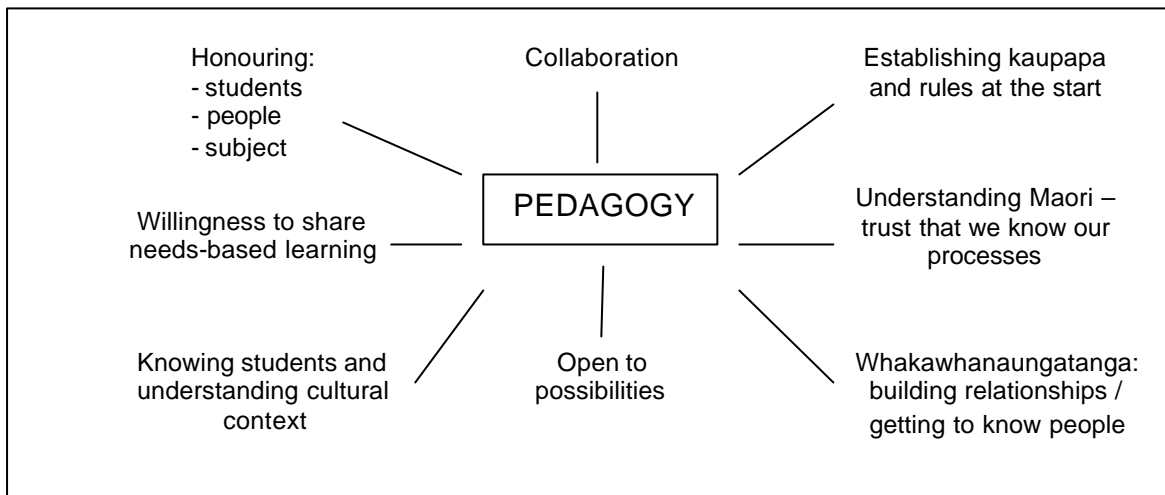 Honouring:
- students
- people
- subject
Collaboration
Establishing kaupapa
and rules at the start
PEDAGOGY
Willingness to share
needs-based learning
Understanding Maori –
trust that we know our
processes
Knowing students and
understanding cultural
context
Open to
possibilities
Whakawhanaungatanga:
building relationships /
getting to know people